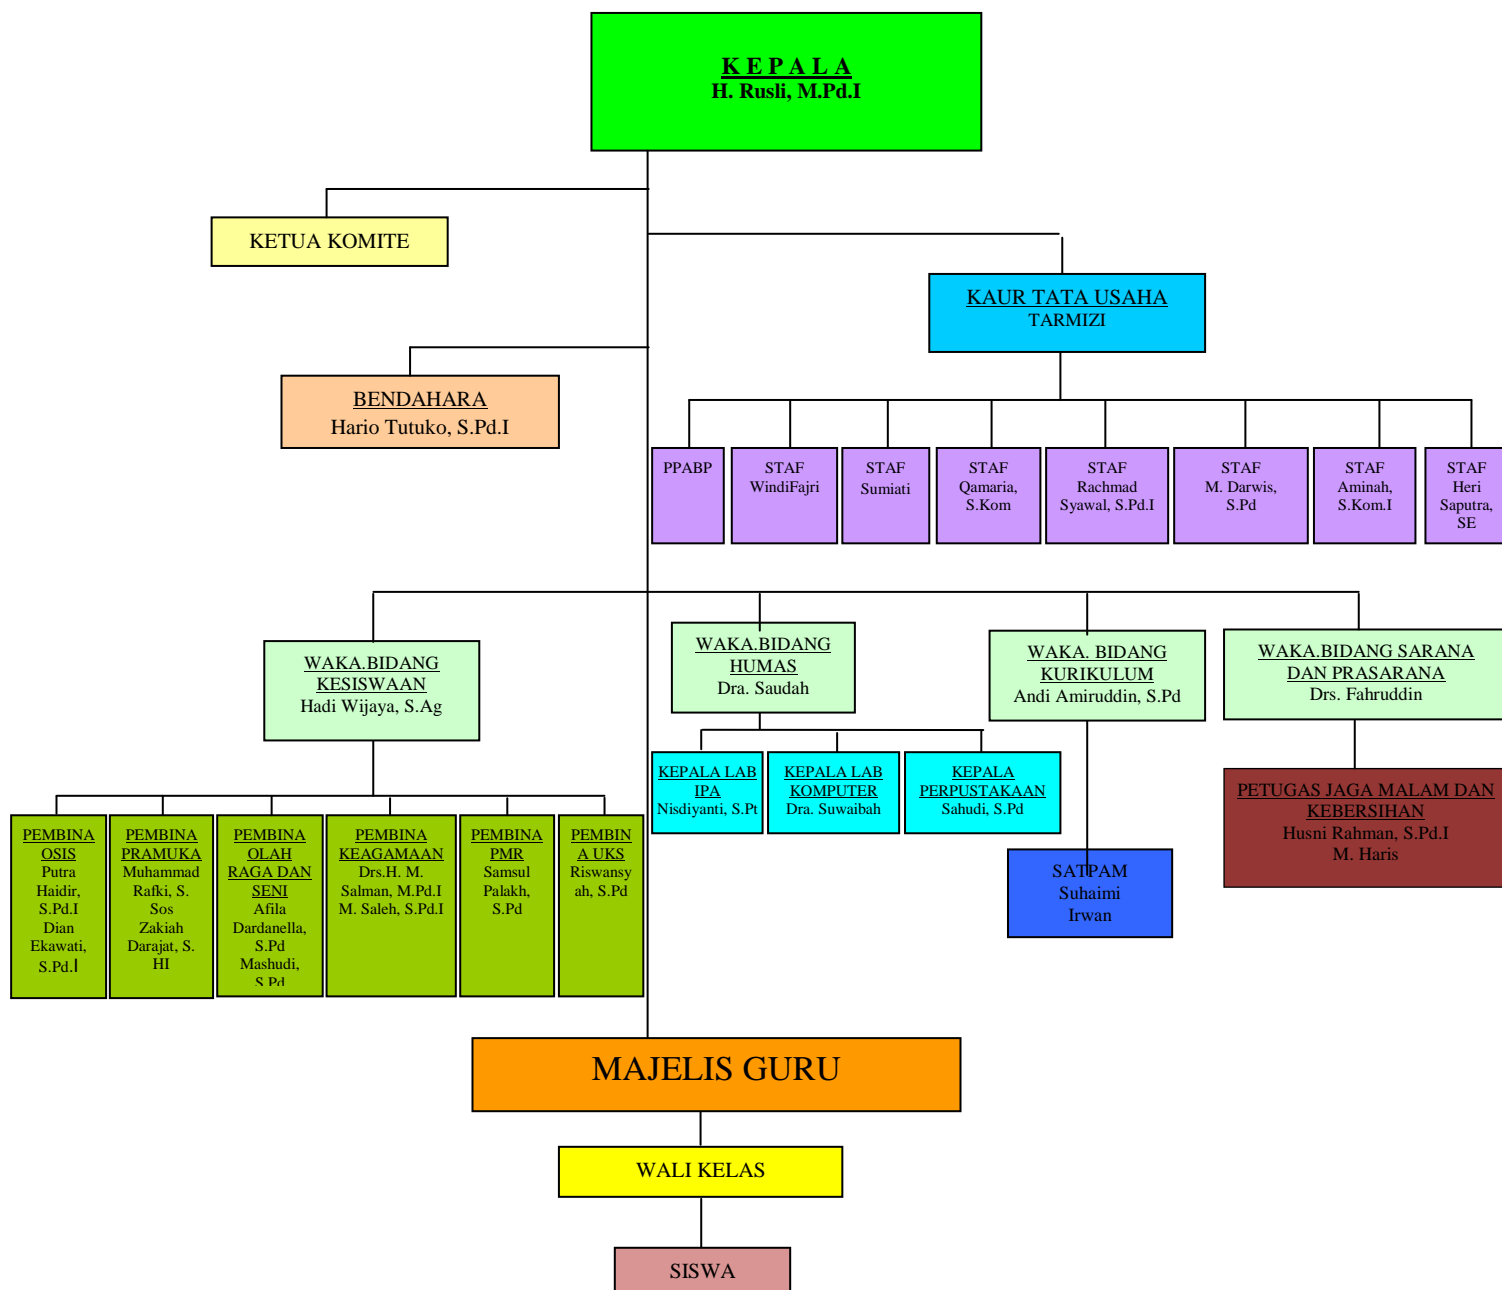 K E P A L A
H. Rusli, M.Pd.I
KETUA KOMITE
KAUR TATA USAHA
TARMIZI
BENDAHARA
Hario Tutuko, S.Pd.I
PPABP
STAF
WindiFajri
STAF
Sumiati
STAF
Qamaria,
S.Kom
STAF
Rachmad
Syawal, S.Pd.I
STAF
M. Darwis,
S.Pd
STAF
Aminah,
S.Kom.I
STAF
Heri
Saputra,
SE
WAKA.BIDANG
KESISWAAN
Hadi Wijaya, S.Ag
WAKA.BIDANG
HUMAS
Dra. Saudah
WAKA. BIDANG
KURIKULUM
Andi Amiruddin, S.Pd
WAKA.BIDANG SARANA
DAN PRASARANA
Drs. Fahruddin
KEPALA LAB
IPA
Nisdiyanti, S.Pt
KEPALA LAB
KOMPUTER
Dra. Suwaibah
KEPALA
PERPUSTAKAAN
Sahudi, S.Pd
PETUGAS JAGA MALAM DAN
KEBERSIHAN
Husni Rahman, S.Pd.I
M. Haris
PEMBINA
OSIS
Putra
Haidir,
S.Pd.I
Dian
Ekawati,
S.Pd.I
PEMBINA
PRAMUKA
Muhammad
Rafki, S.
Sos
Zakiah
Darajat, S.
HI
PEMBINA
OLAH
RAGA DAN
SENI
Afila
Dardanella,
S.Pd
Mashudi,
S.Pd
PEMBINA
KEAGAMAAN
Drs.H. M.
Salman, M.Pd.I
M. Saleh, S.Pd.I
PEMBINA
PMR
Samsul
Palakh,
S.Pd
PEMBIN
A UKS
Riswansy
ah, S.Pd
SATPAM
Suhaimi
Irwan
MAJELIS GURU
WALI KELAS
SISWA